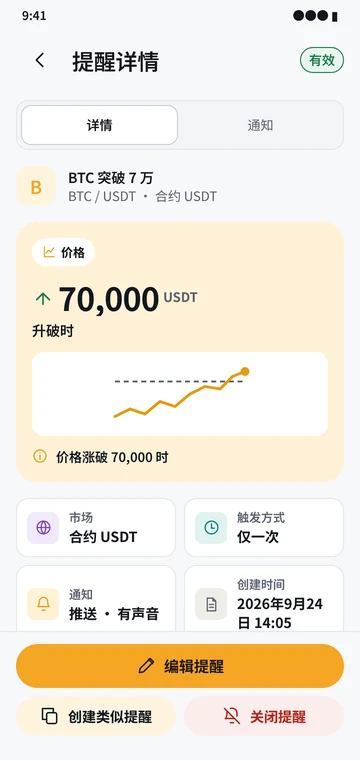 9:41
提醒详情
有效
详情
通知
B
BTC 突破 7 万
BTC / USDT · 合约 USDT
价格
70,000 USDT
升破时
价格涨破 70,000 时
市场
合约 USDT
触发方式
仅一次
通知
推送 · 有声音
创建时间
2026年9月24
日 14:05
编辑提醒
创建类似提醒
关闭提醒